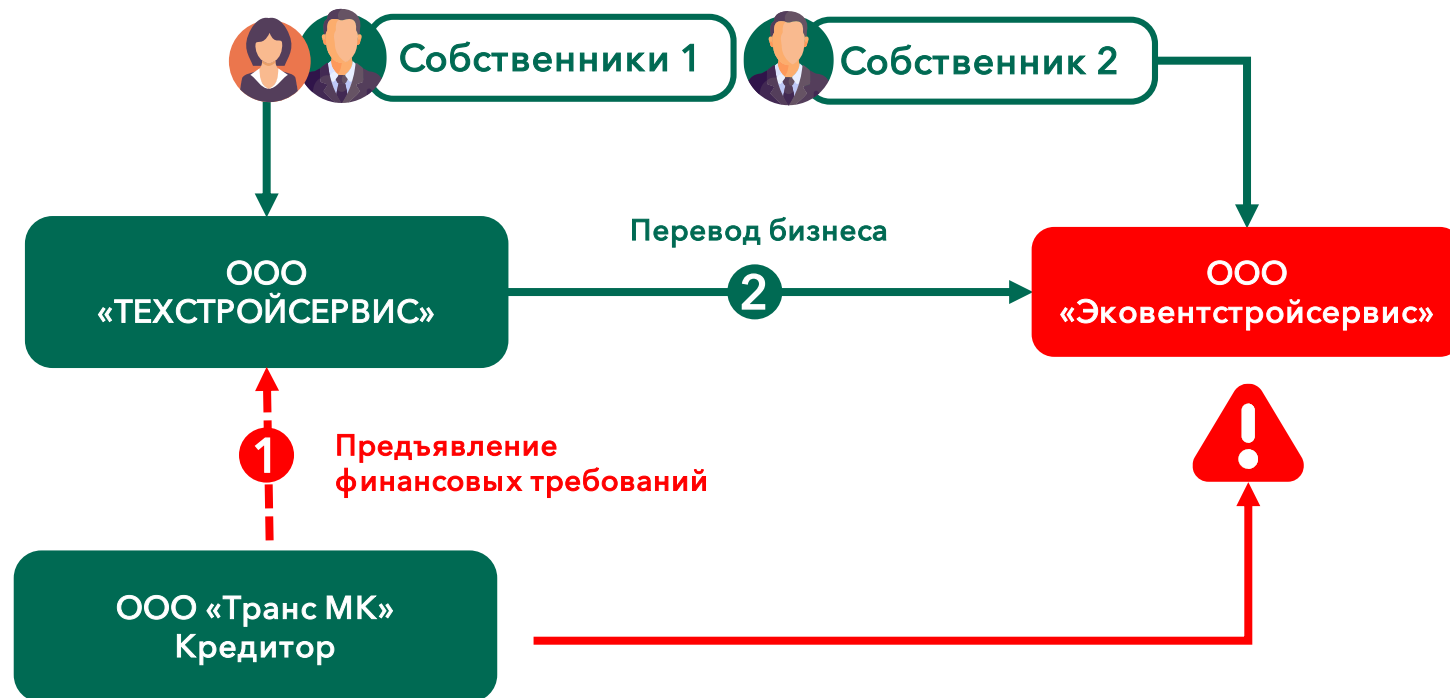 Собственники 1
Собственник 2
Перевод бизнеса
ООО
«ТЕХСТРОЙСЕРВИС»
2
ООО
«Эковентстройсервис»
1
Предъявление
финансовых требований
ООО «Транс МК»
Кредитор